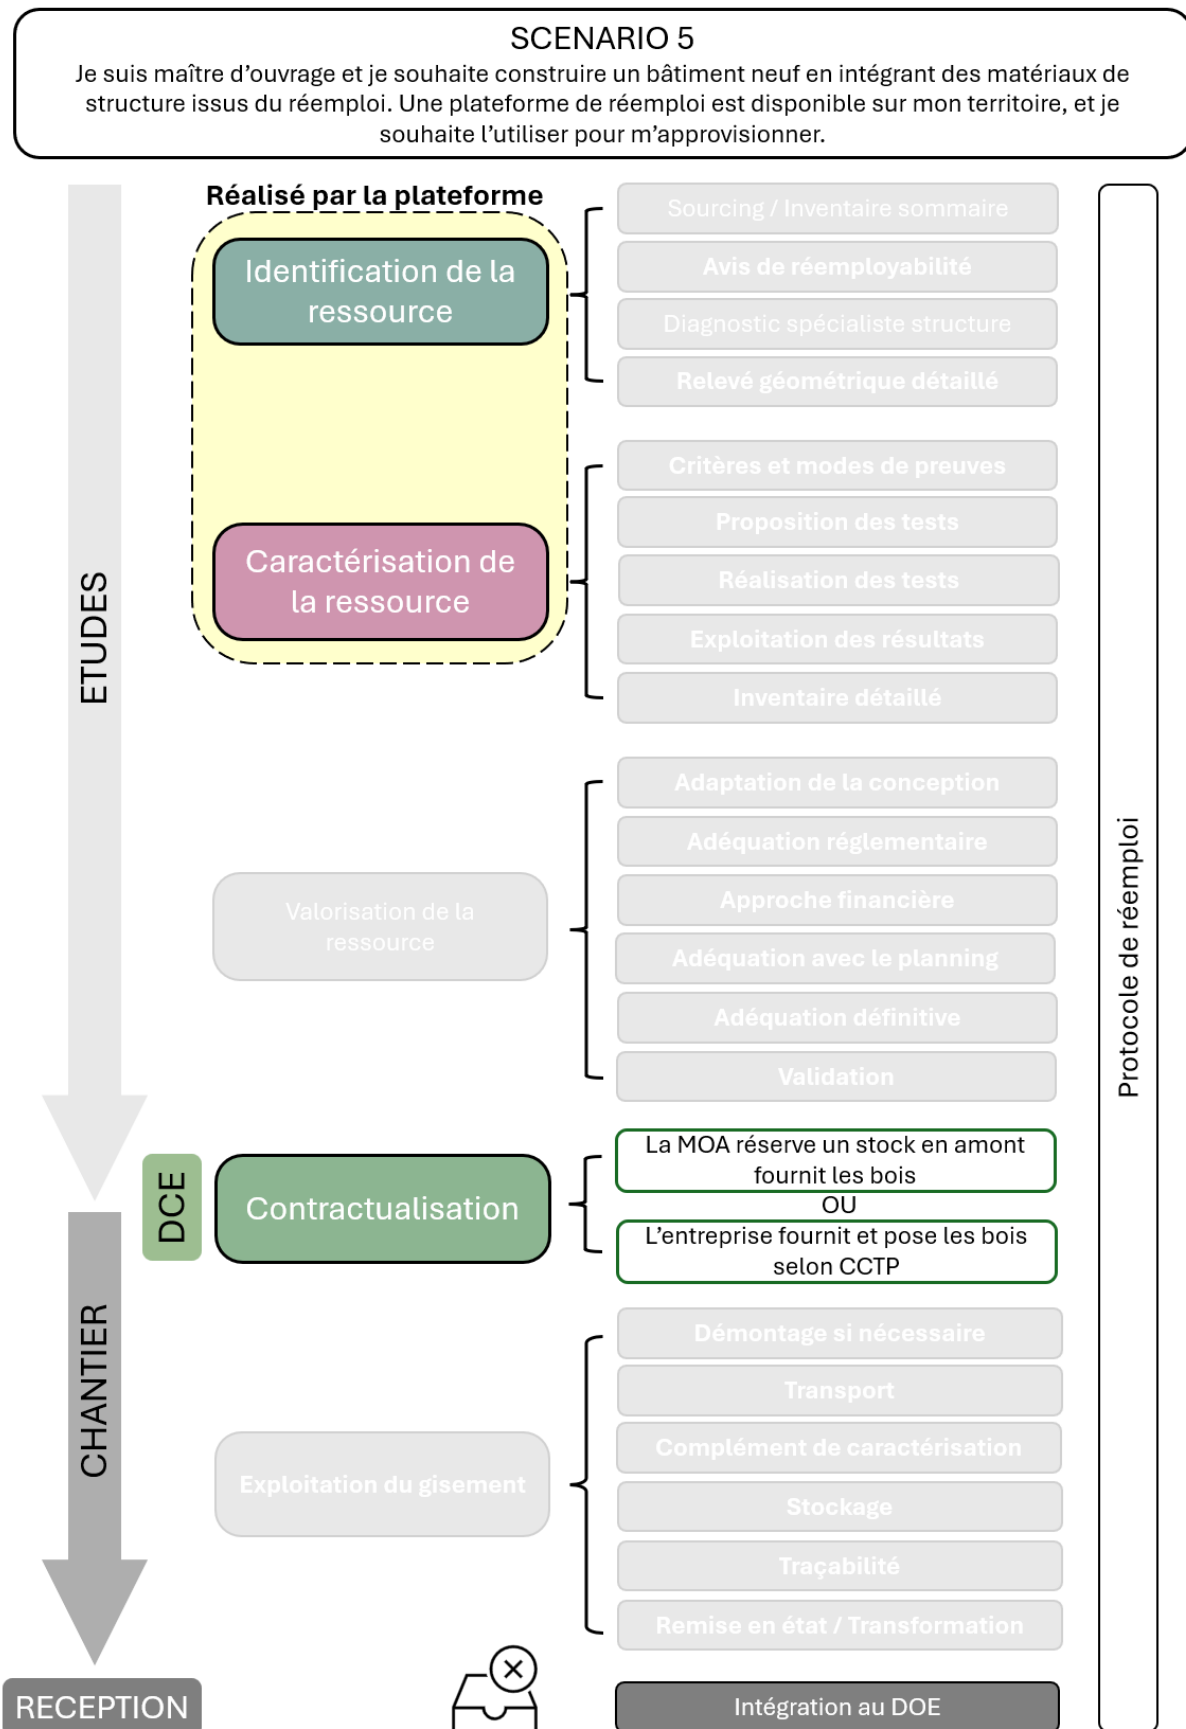 SCENARIO 5
Je suis maître d’ouvrage et je souhaite construire un bâtiment neuf en intégrant des matériaux de
structure issus du réemploi. Une plateforme de réemploi est disponible sur mon territoire, et je
souhaite l’utiliser pour m’approvisionner.
Réalisé par la plateforme
Identification de la
ressource
Sourcing / Inventaire sommaire
Avis de réemployabilité
Diagnostic spécialiste structure
Relevé géométrique détaillé
Caractérisation de
la ressource
Critères et modes de preuves
Proposition des tests
Réalisation des tests
Exploitation des résultats
Inventaire détaillé
ETUDES
Valorisation de la
ressource
Adaptation de la conception
Adéquation réglementaire
Approche financière
Adéquation avec le planning
Adéquation définitive
Validation
Protocole de réemploi
DCE
Contractualisation
La MOA réserve un stock en amont
fournit les bois
OU
L’entreprise fournit et pose les bois
selon CCTP
CHANTIER
Exploitation du gisement
Démontage si nécessaire
Transport
Complément de caractérisation
Stockage
Traçabilité
Remise en état / Transformation
RECEPTION
Intégration au DOE